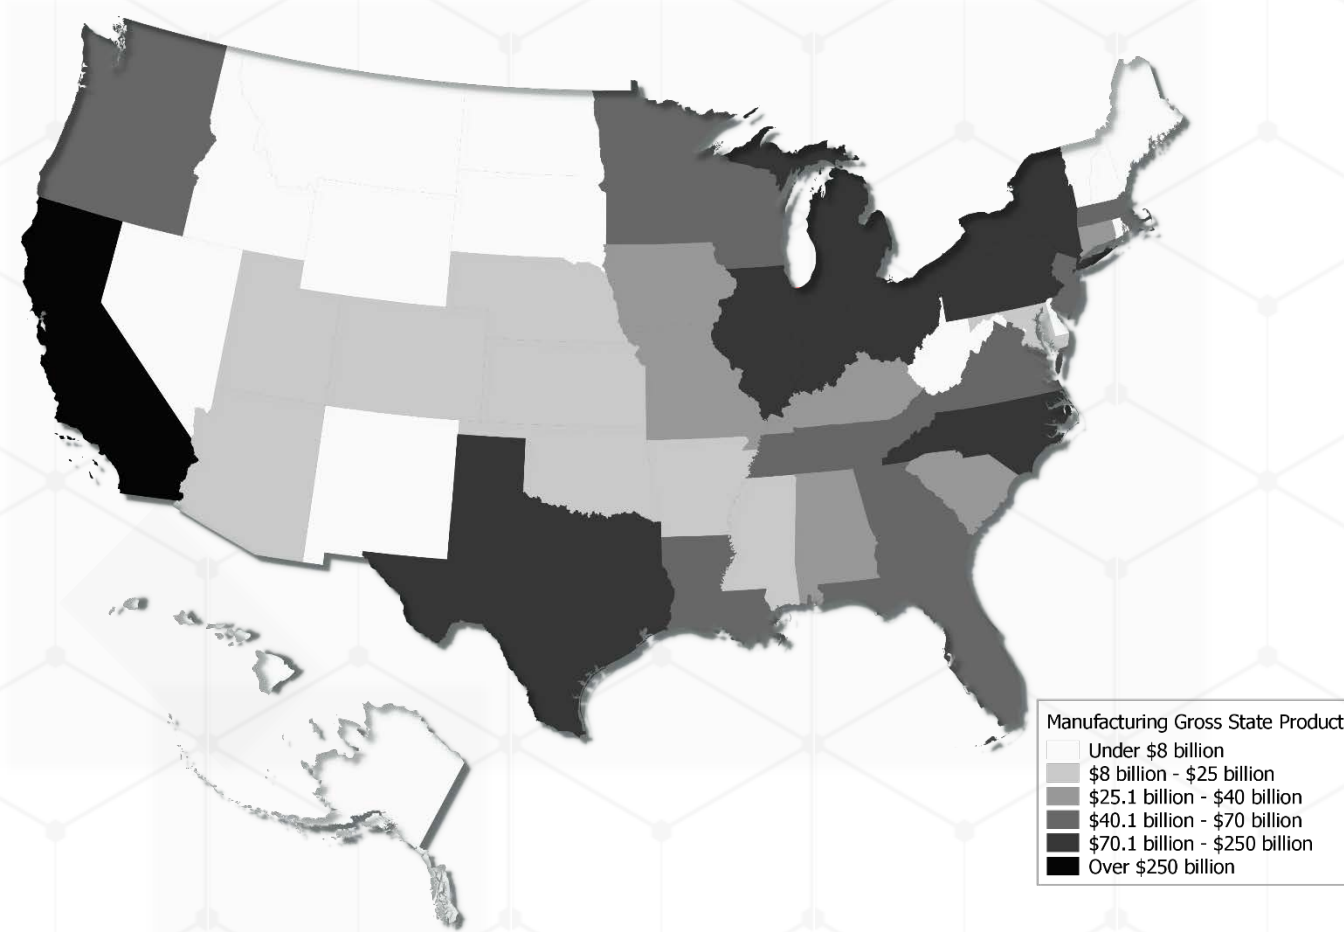 Manufacturing Gross State Product
Under $8 billion
$8 billion - $25 billion
$25.1 billion - $40 billion
$40.1 billion - $70 billion
$70.1 billion - $250 billion
Over $250 billion